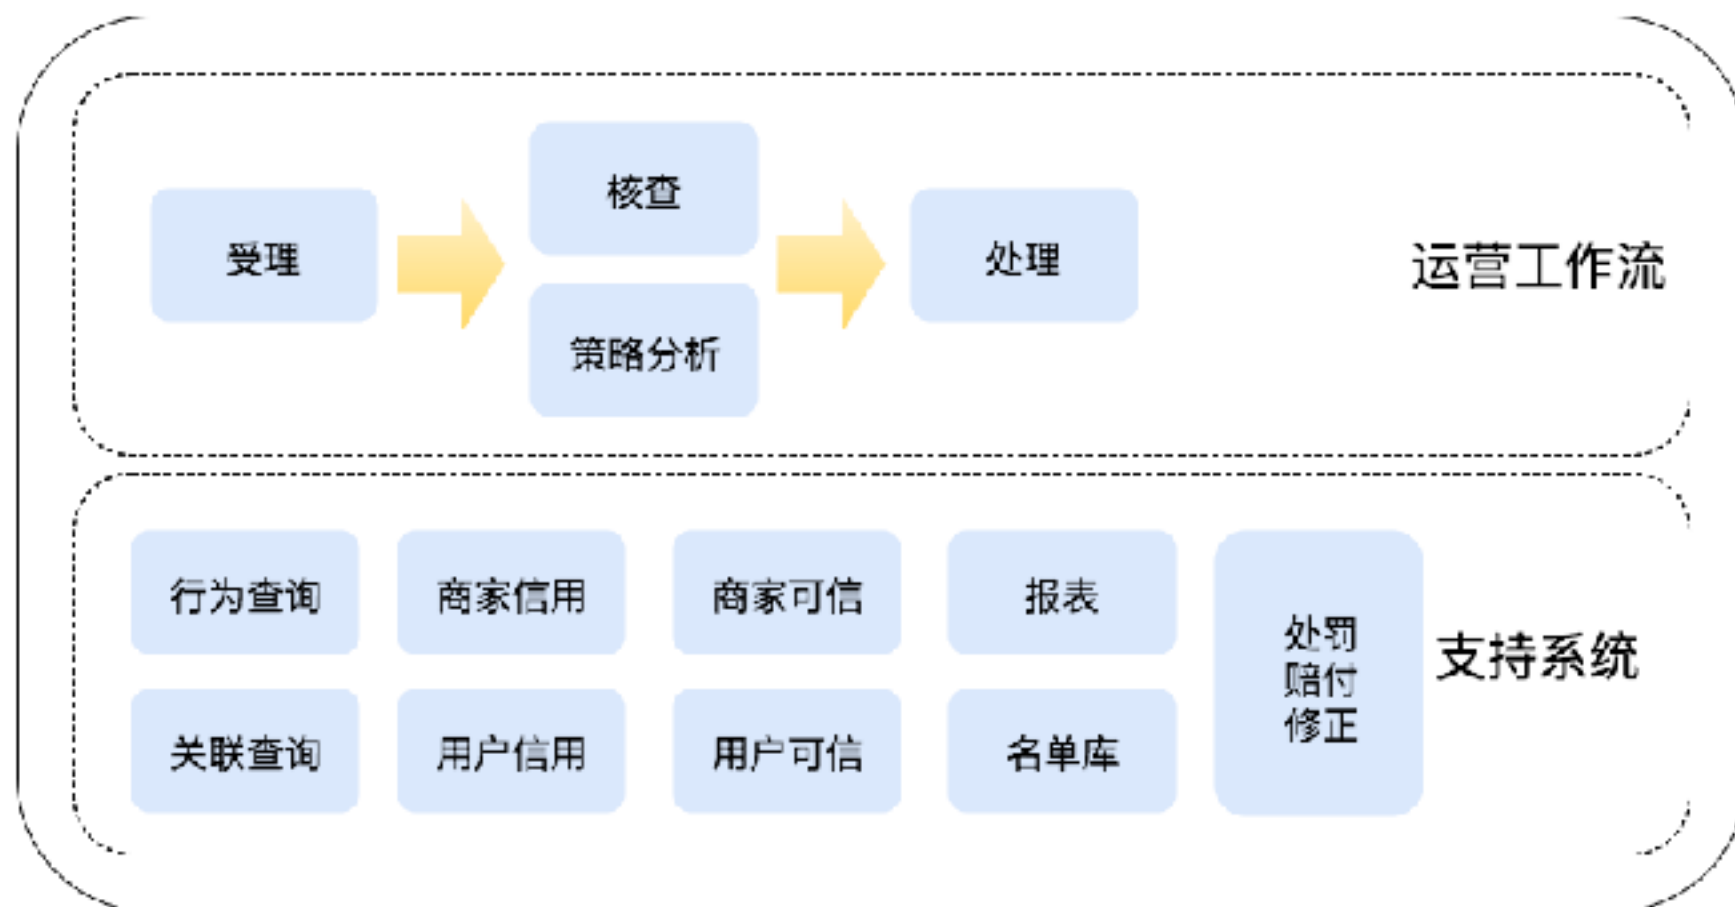 受理
核查
策略分析
处理
运营工作流
行为查询
商家信用
商家可信
报表
关联查询
用户信用
用户可信
名单库
处罚
赔付
修正
支持系统